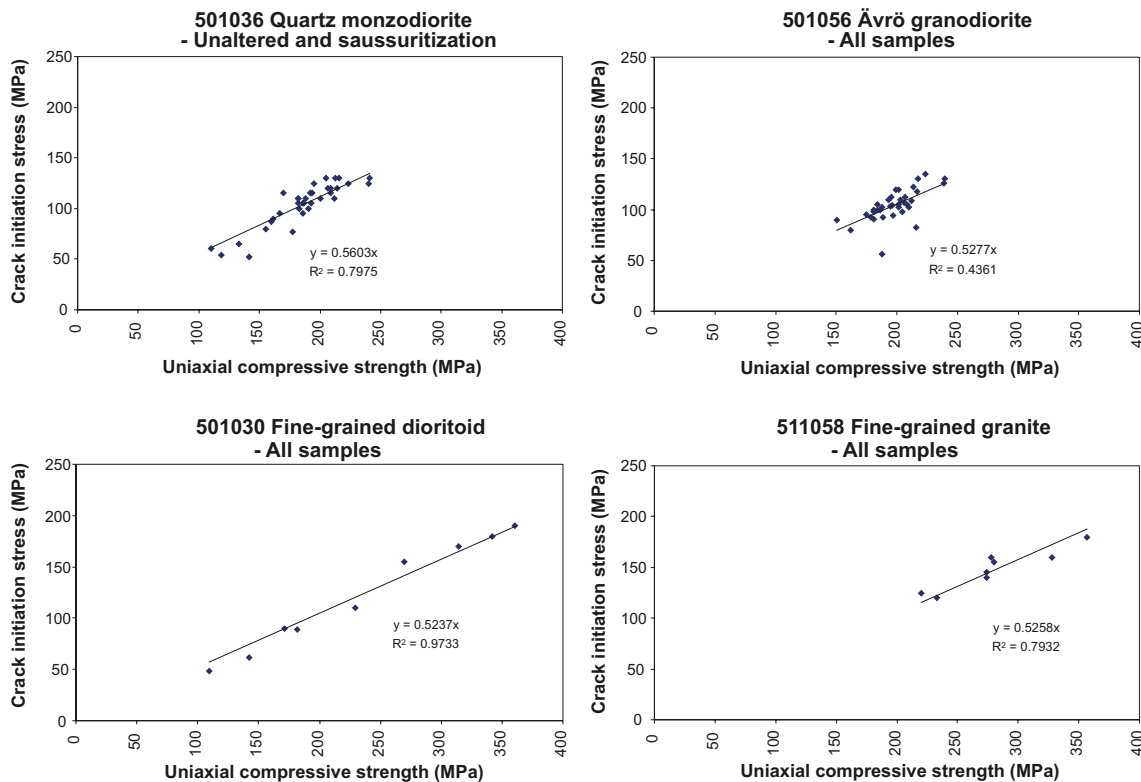 501036 Quartz monzodiorite
- Unaltered and saussuritization
Crack initiation stress (MPa)
250
200
150
100
50
0
y = 0.5603x
R² = 0.7975
0
50
100
150
200
250
300
350
400
Uniaxial compressive strength (MPa)
501056 Ävrö granodiorite
- All samples
Crack initiation stress (MPa)
250
200
150
100
50
0
y = 0.5277x
R² = 0.4361
0
50
100
150
200
250
300
350
400
Uniaxial compressive strength (MPa)
501030 Fine-grained dioritoid
- All samples
Crack initiation stress (MPa)
250
200
150
100
50
0
y = 0.5237x
R² = 0.9733
0
50
100
150
200
250
300
350
400
Uniaxial compressive strength (MPa)
511058 Fine-grained granite
- All samples
Crack initiation stress (MPa)
250
200
150
100
50
0
y = 0.5258x
R² = 0.7932
0
50
100
150
200
250
300
350
400
Uniaxial compressive strength (MPa)